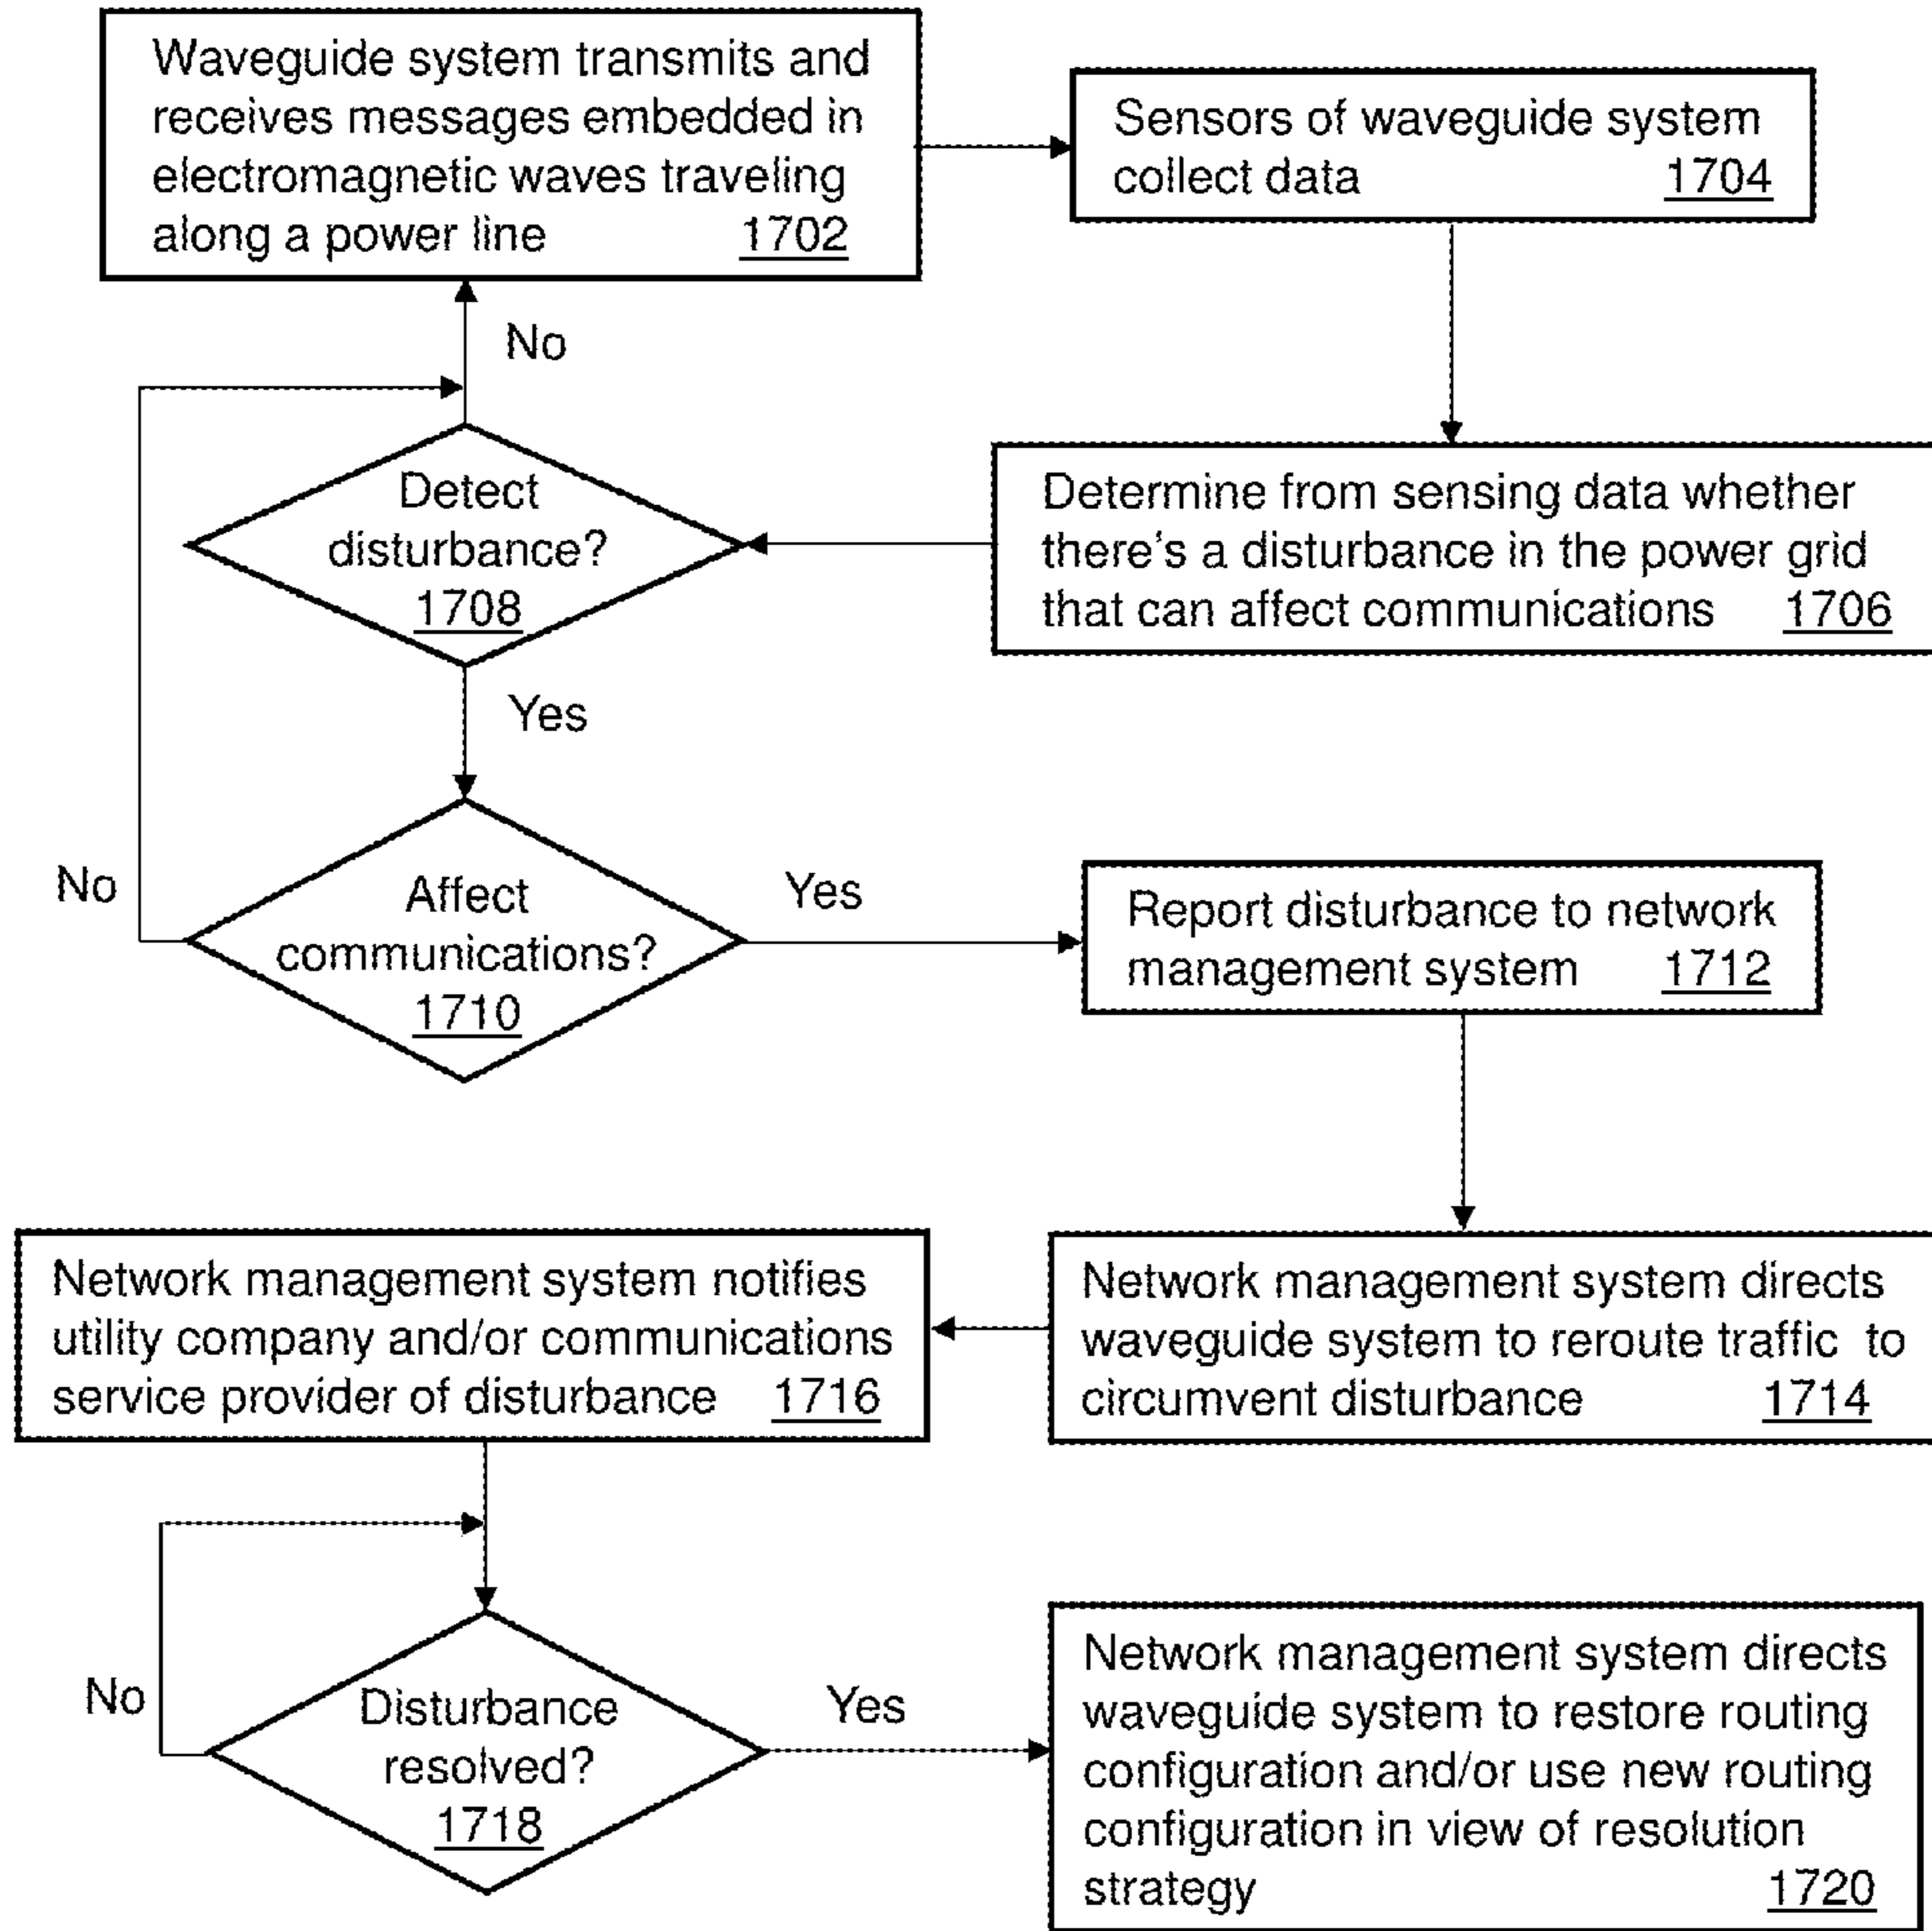 Waveguide system transmits and
receives messages embedded in
electromagnetic waves traveling
along a power line 1702
Sensors of waveguide system
collect data 1704
No
Detect
disturbance?
1708
Determine from sensing data whether
there's a disturbance in the power grid
that can affect communications 1706
Yes
No
Affect
communications?
1710
Yes
Report disturbance to network
management system 1712
Network management system notifies
utility company and/or communications
service provider of disturbance 1716
Network management system directs
waveguide system to reroute traffic to
circumvent disturbance 1714
No
Disturbance
resolved?
1718
Yes
Network management system directs
waveguide system to restore routing
configuration and/or use new routing
configuration in view of resolution
strategy 1720